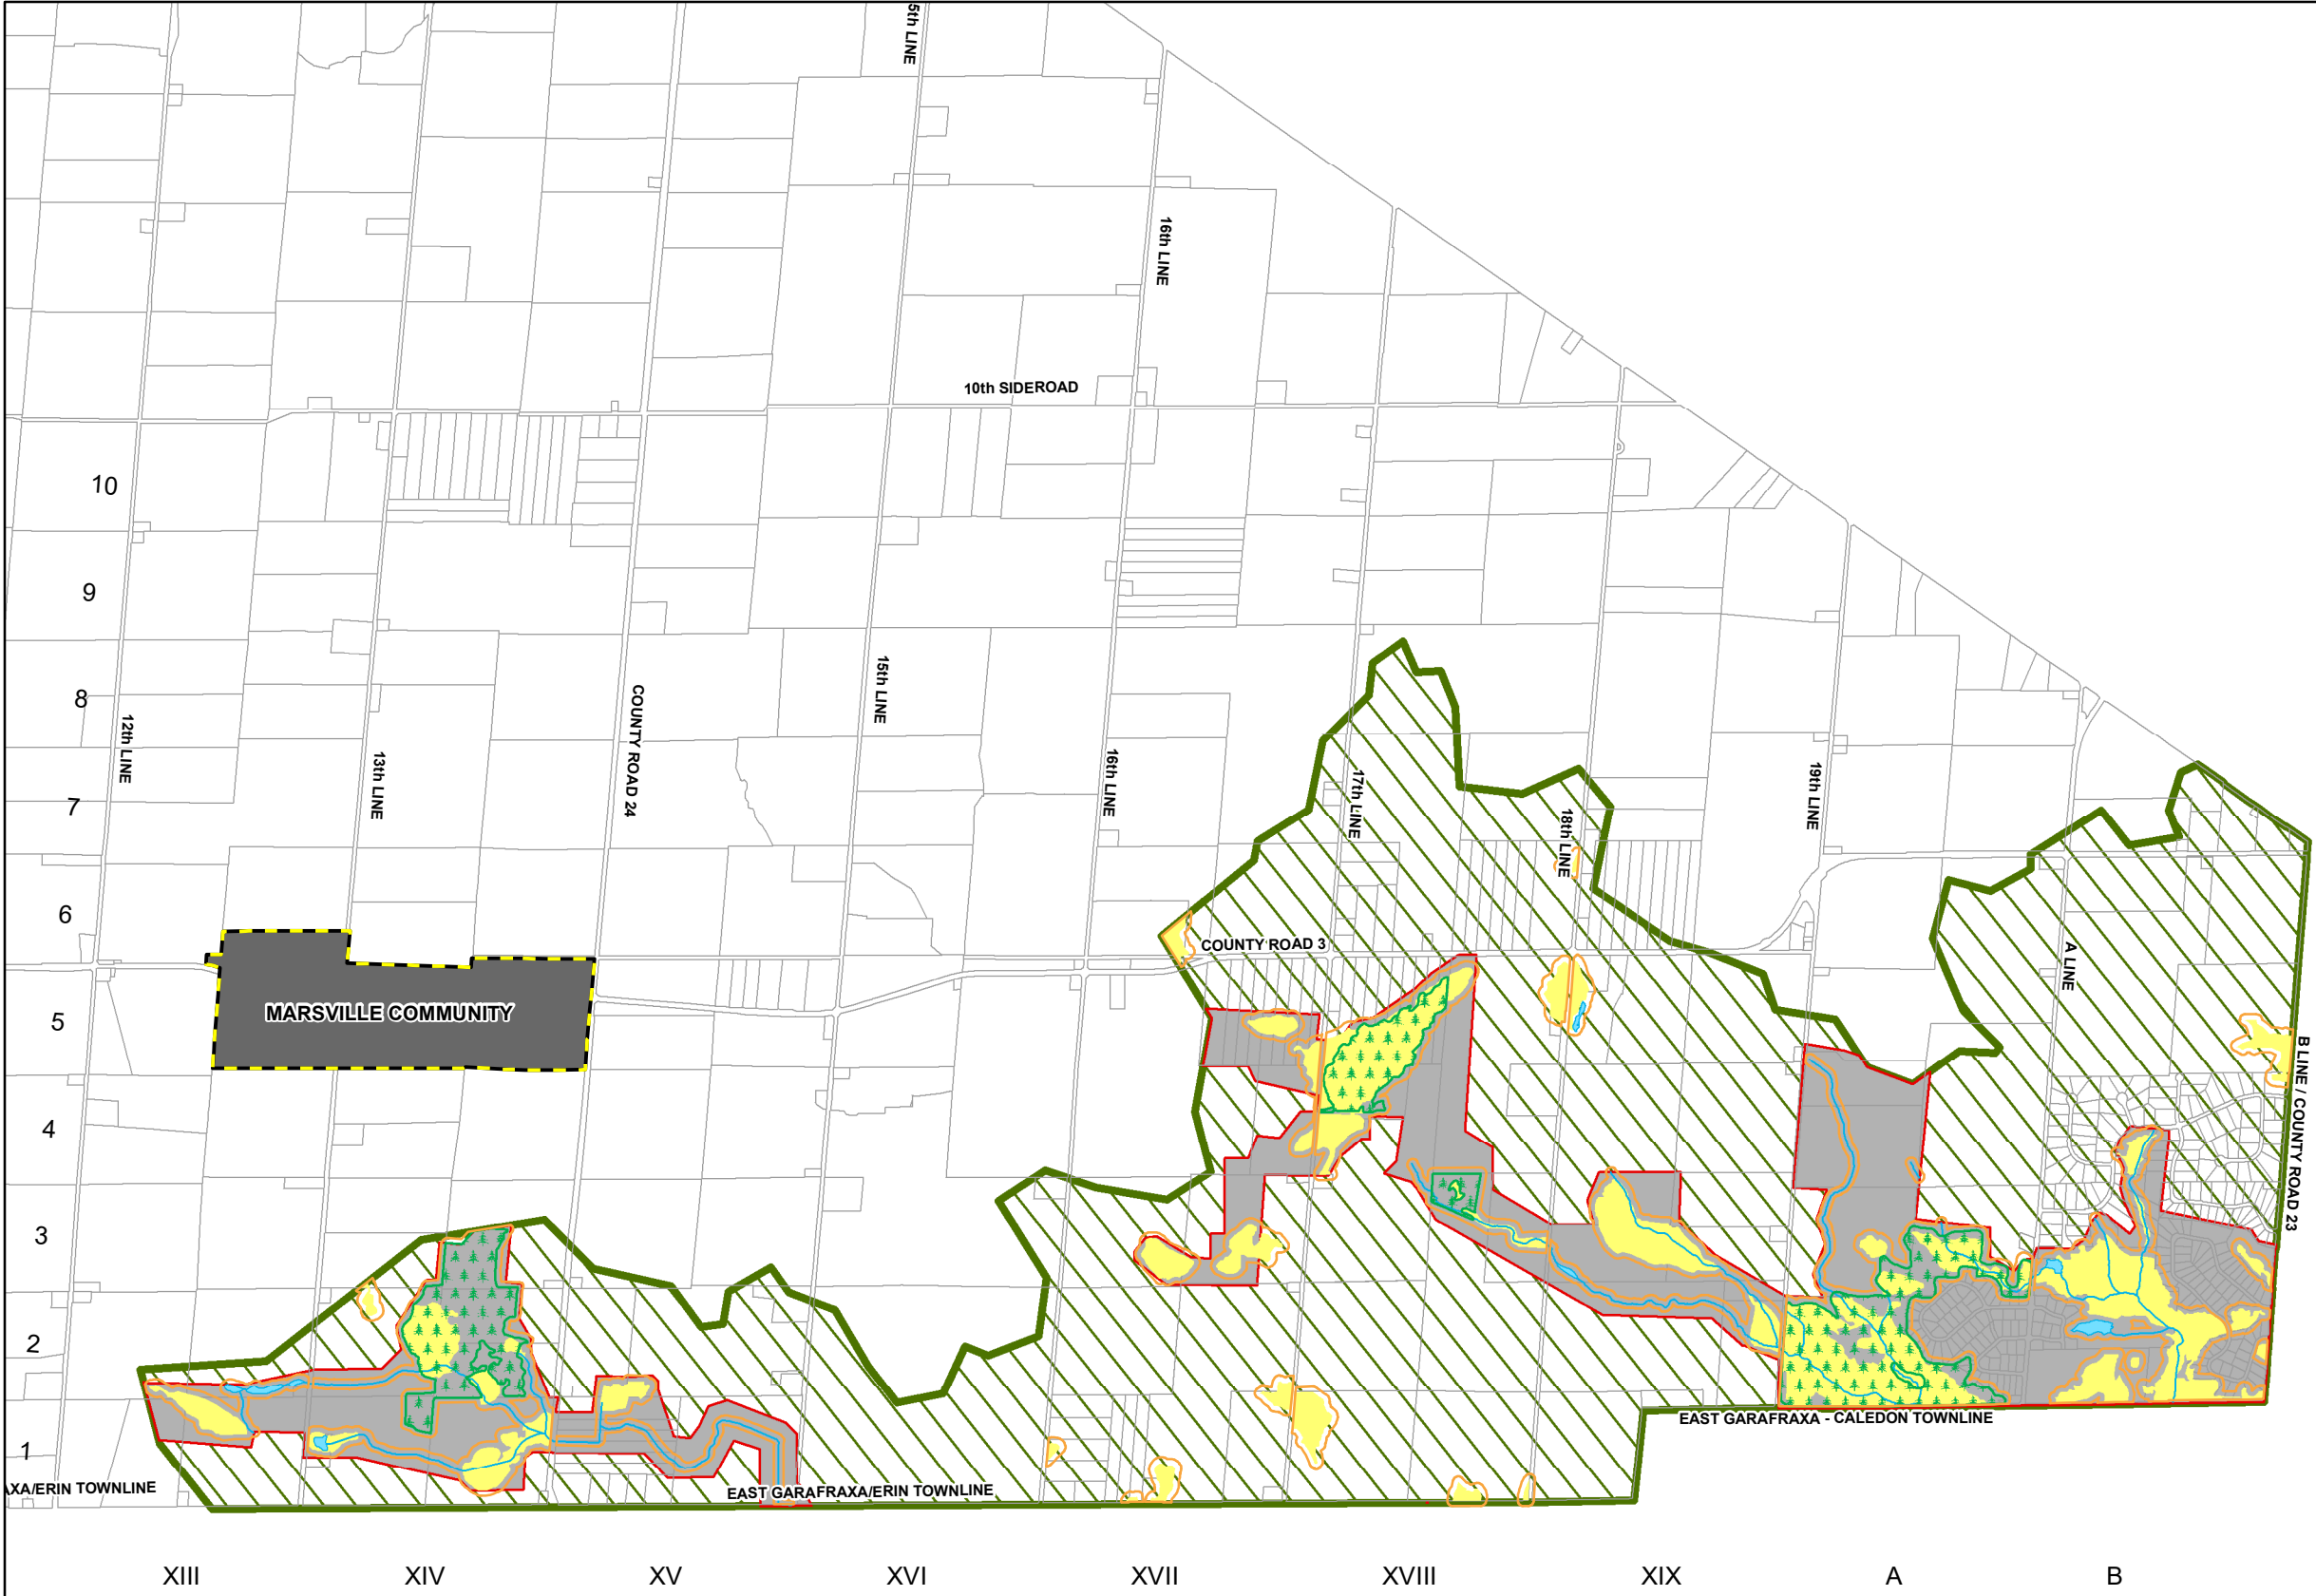 5th LINE
16th LINE
10th SIDEROAD
10
9
8
7
6
5
4
3
2
1
12th LINE
13th LINE
COUNTY ROAD 24
15th LINE
16th LINE
17th LINE
18th LINE
19th LINE
A LINE
B LINE / COUNTY ROAD 23
COUNTY ROAD 3
MARSVILLE COMMUNITY
EAST GARAFRAXA - CALEDON TOWNLINE
AXA/ERIN TOWNLINE
EAST GARAFRAXA/ERIN TOWNLINE
XIII XIV XV XVI XVII XVIII XIX A B